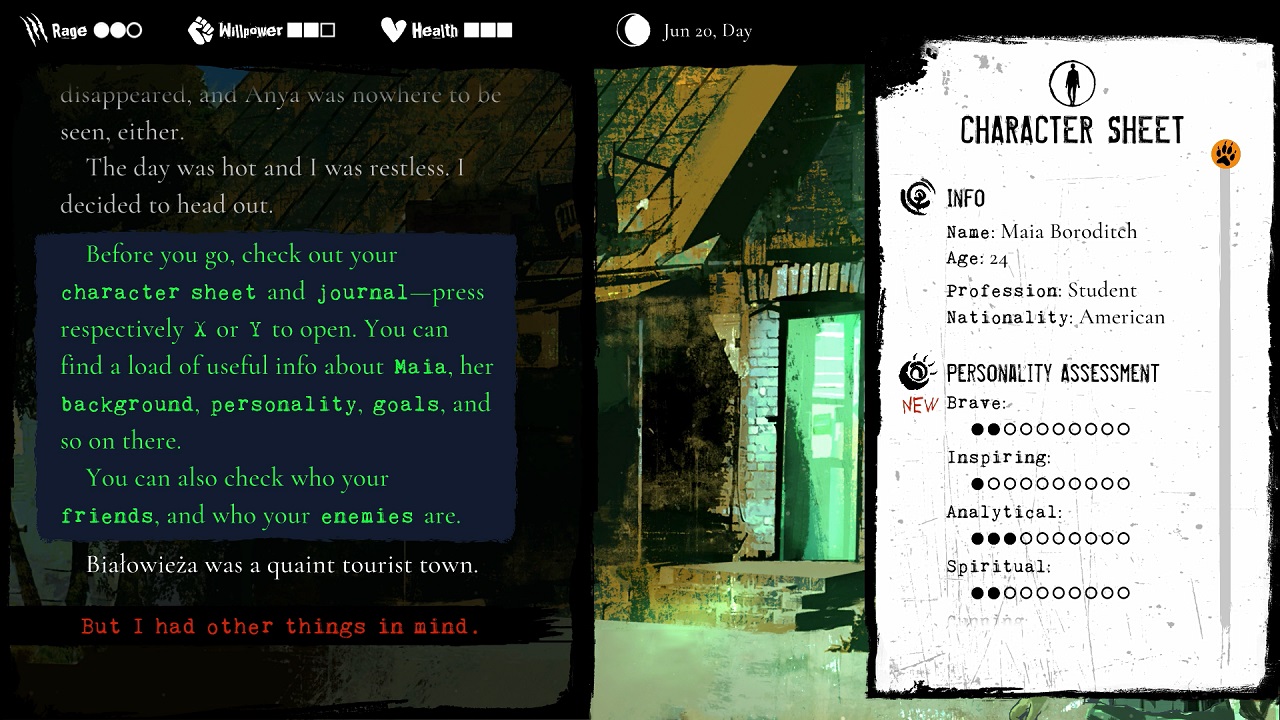 Rage
Willpower
Health
Jun 20, Day
disappeared, and Anya was nowhere to be
seen, either.
The day was hot and I was restless. I
decided to head out.
Before you go, check out your
character sheet and journal—press
respectively X or Y to open. You can
find a load of useful info about Maia, her
background, personality, goals, and
so on there.
You can also check who your
friends, and who your enemies are.
Białowieża was a quaint tourist town.
But I had other things in mind.
CHARACTER SHEET
INFO
Name: Maia Boroditch
Age: 24
Profession: Student
Nationality: American
PERSONALITY ASSESSMENT
NEW Brave:
Inspiring:
Analytical:
Spiritual:
Cunning: